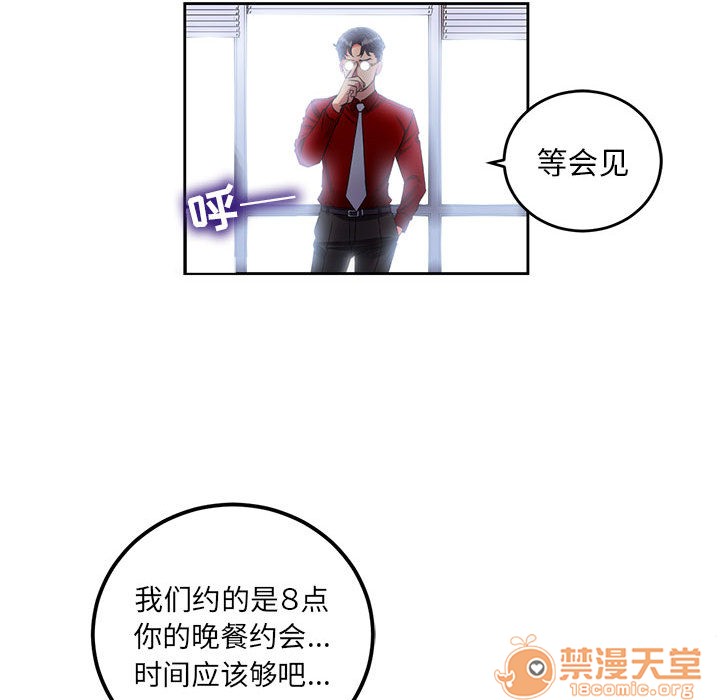 等会见
呼
我们约的是8点
你的晚餐约会...
时间应该够吧...
禁漫天堂
18comic.org